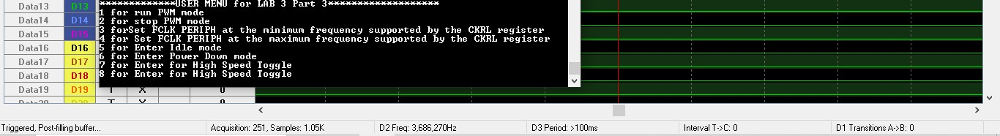 *************USER MENU for LAB 3 Part 3*******************
Data13 D13
1 for run PWM mode
Data14 D14
2 for stop PWM mode
3 forSet FCLK PERIPH at the minimum frequency supported by the CKRL register
Data15 D15
4 for Set FCLK PERIPH at the maximum frequency supported by the CKRL register
Data16 D16
5 for Enter Idle mode
6 for Enter Power Down mode
Data17 D17
7 for Enter for High Speed Toggle
Data18 D18
8 for Enter for High Speed Toggle
Data19 D19 X 0
Triggered, Post-filling buffer... Acquisition: 251, Samples: 1.05K D2 Freq: 3,686,270Hz D3 Period: >100ms Interval T->C: 0 D1 Transitions A->B: 0